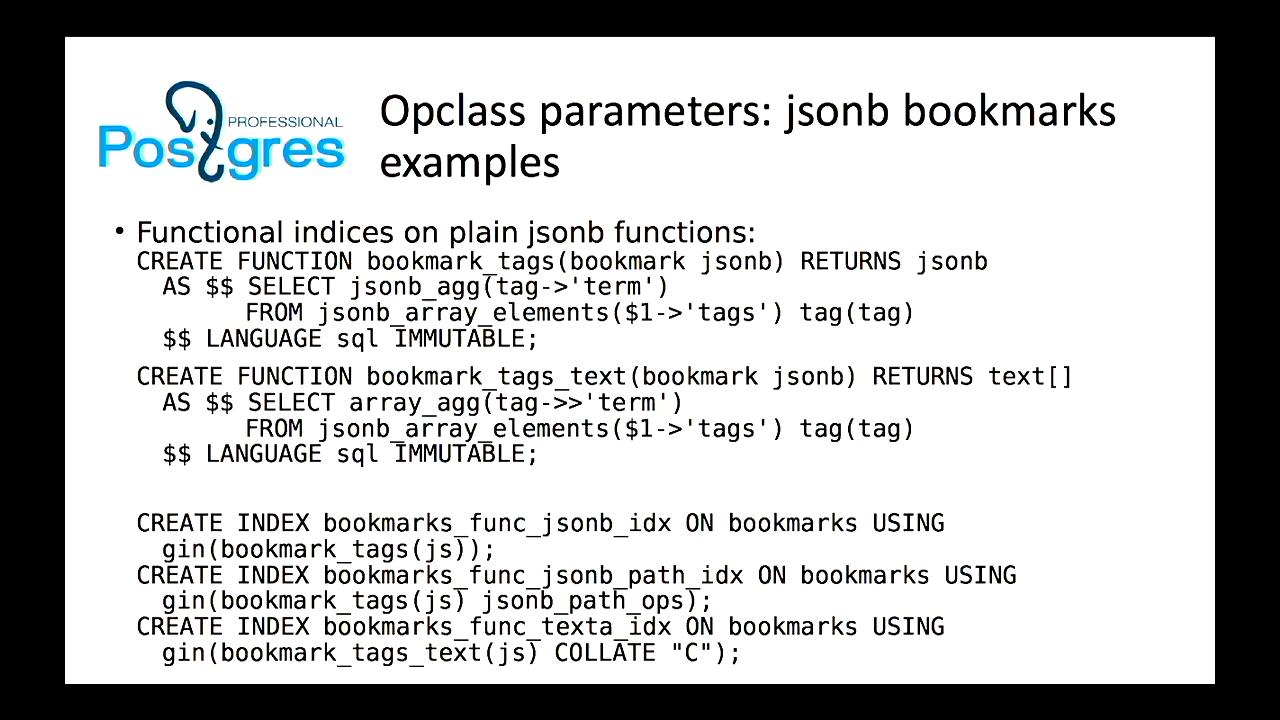 PROFESSIONAL
Postgres
Opclass parameters: jsonb bookmarks
examples
• Functional indices on plain jsonb functions:
CREATE FUNCTION bookmark_tags(bookmark jsonb) RETURNS jsonb
AS $$ SELECT jsonb_agg(tag->'term')
FROM jsonb_array_elements($1->'tags') tag(tag)
$$ LANGUAGE sql IMMUTABLE;
CREATE FUNCTION bookmark_tags_text(bookmark jsonb) RETURNS text[]
AS $$ SELECT array_agg(tag->>'term')
FROM jsonb_array_elements($1->'tags') tag(tag)
$$ LANGUAGE sql IMMUTABLE;
CREATE INDEX bookmarks_func_jsonb_idx ON bookmarks USING
gin(bookmark_tags(js));
CREATE INDEX bookmarks_func_jsonb_path_idx ON bookmarks USING
gin(bookmark_tags(js) jsonb_path_ops);
CREATE INDEX bookmarks_func_texta_idx ON bookmarks USING
gin(bookmark_tags_text(js) COLLATE "C");